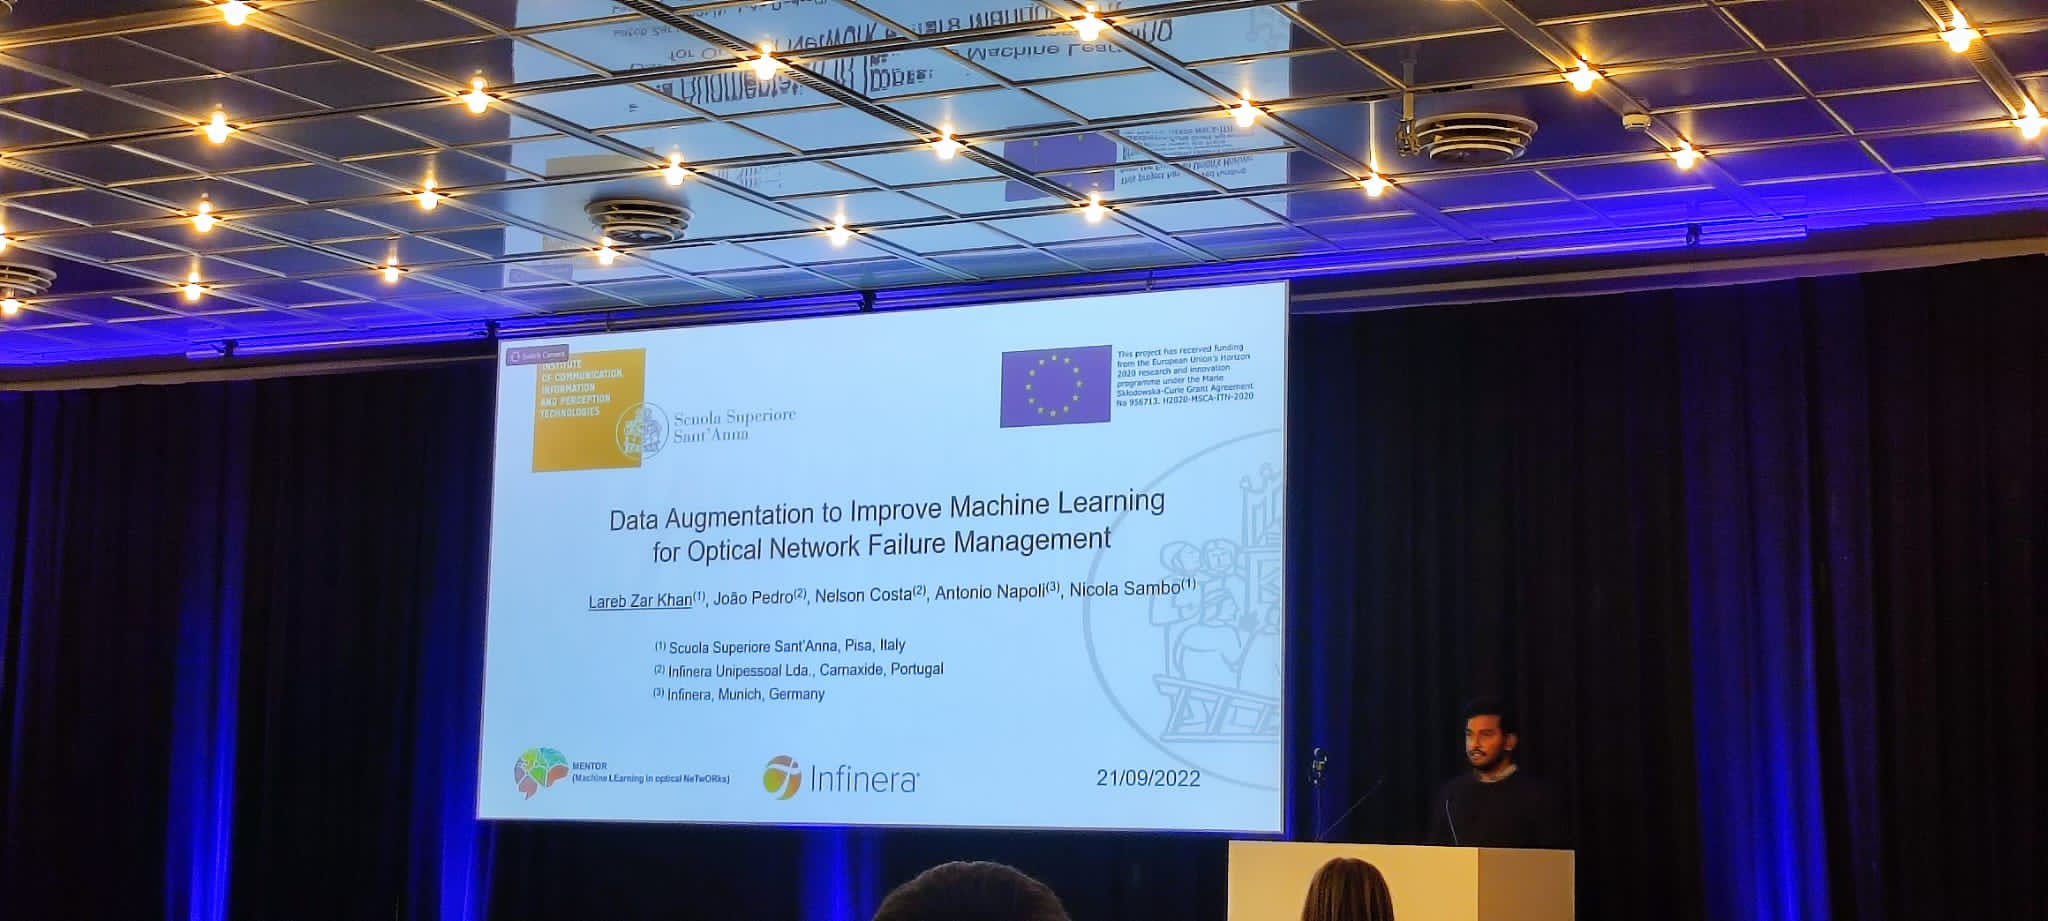 Switch Camera
INSTITUTE
OF COMMUNICATION,
INFORMATION
AND PERCEPTION
TECHNOLOGIES
Scuola Superiore
Sant'Anna
This project has received funding
from the European Union's Horizon
2020 research and innovation
programme under the Marie
Skłodowska-Curie Grant Agreement
No 956713. H2020-MSCA-ITN-2020
Data Augmentation to Improve Machine Learning
for Optical Network Failure Management
Lareb Zar Khan(1), João Pedro(2), Nelson Costa(2), Antonio Napoli(3), Nicola Sambo(1)
(1) Scuola Superiore Sant'Anna, Pisa, Italy
(2) Infinera Unipessoal Lda., Carnaxide, Portugal
(3) Infinera, Munich, Germany
MENTOR
(Machine LEarning in optical NeTwORks)
Infinera
21/09/2022